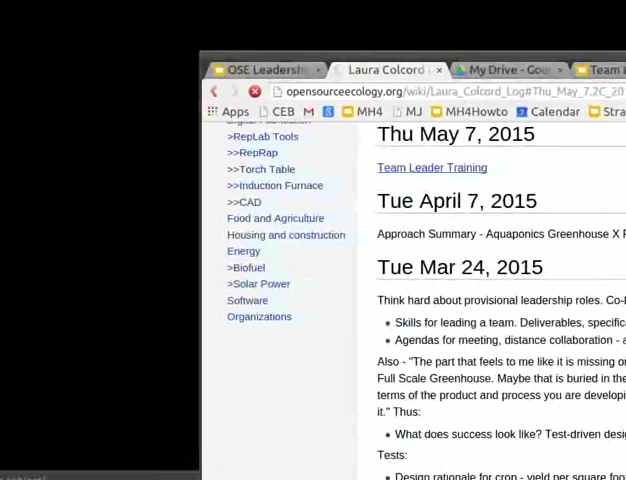 OSE Leadersh
Laura Colcord
My Drive - Goo
Team L
opensourceecology.org/wiki/Laura_Colcord_Log#Thu_May_7.2C_20
Apps
CEB
MH4
MJ
MH4Howto
Calendar
Stra
>RepLab Tools
>>RepRap
>>Torch Table
>>Induction Furnace
>>CAD
Food and Agriculture
Housing and construction
Energy
>Biofuel
>Solar Power
Software
Organizations
Thu May 7, 2015
Team Leader Training
Tue April 7, 2015
Approach Summary - Aquaponics Greenhouse X
Tue Mar 24, 2015
Think hard about provisional leadership roles. Co-
Skills for leading a team. Deliverables, specific
Agendas for meeting, distance collaboration -
Also - "The part that feels to me like it is missing
Full Scale Greenhouse. Maybe that is buried in the
terms of the product and process you are developi
it." Thus:
What does success look like? Test-driven desi
Tests:
Design rationale for crop - yield per square foo